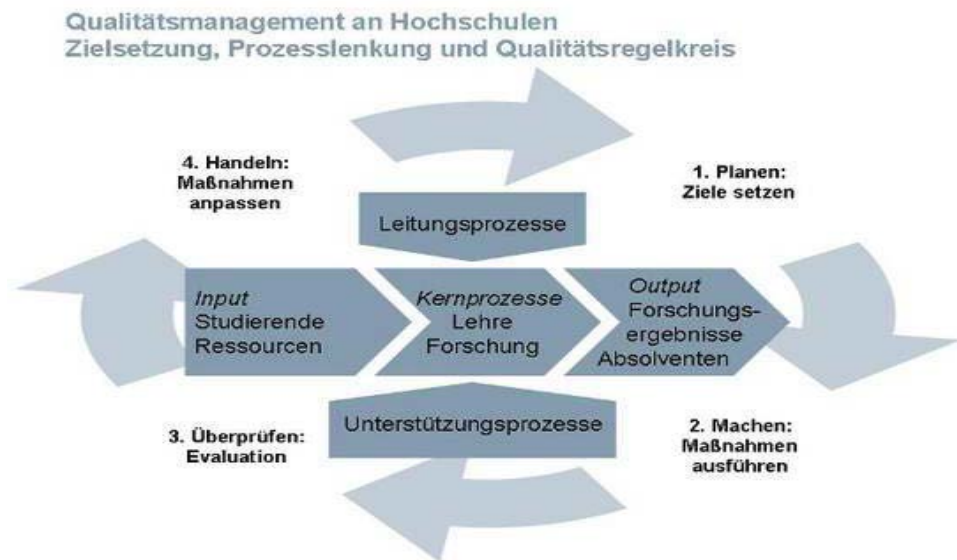 Qualitätsmanagement an Hochschulen
Zielsetzung, Prozesslenkung und Qualitätsregelkreis
4. Handeln:
Maßnahmen
anpassen
1. Planen:
Ziele setzen
Leitungsprozesse
Input
Studierende
Ressourcen
Kernprozesse
Lehre
Forschung
Output
Forschungs-
ergebnisse
Absolventen
Unterstützungsprozesse
3. Überprüfen:
Evaluation
2. Machen:
Maßnahmen
ausführen